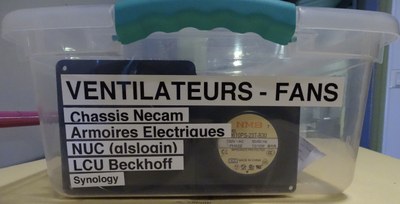 VENTILATEURS - FANS
Chassis Necam
Armoires Electriques
NUC (alsloain)
LCU Beckhoff
Synology